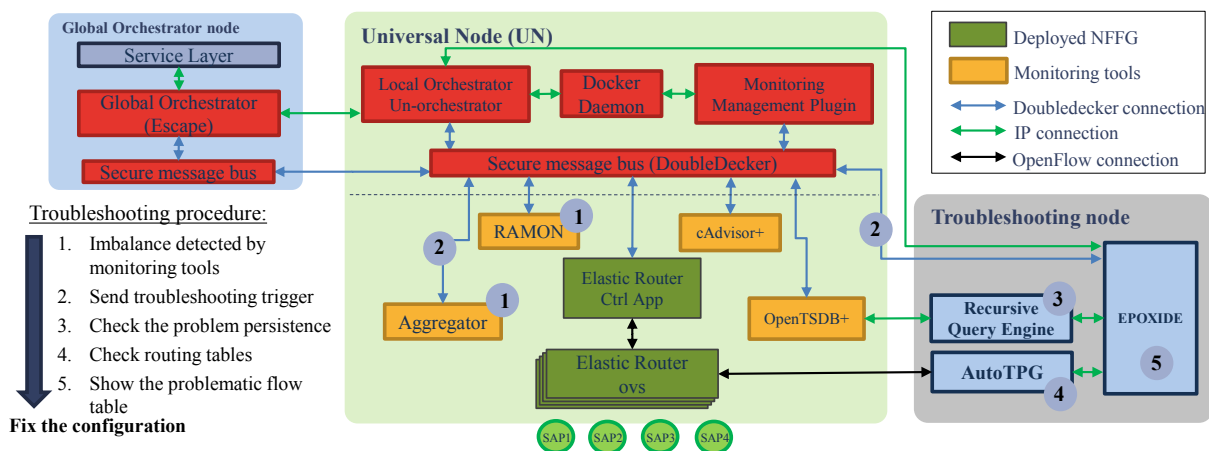 Global Orchestrator node
Service Layer
Global Orchestrator
(Escape)
Secure message bus
Universal Node (UN)
Local Orchestrator
Un-orchestrator
Docker
Daemon
Monitoring
Management Plugin
Secure message bus (DoubleDecker)
RAMON
1
cAdvisor+
2
Aggregator
1
Elastic Router
Ctrl App
OpenTSDB+
Elastic Router
ovs
SAP1
SAP2
SAP3
SAP4
Deployed NFFG
Monitoring tools
Doubledecker connection
IP connection
OpenFlow connection
2
Troubleshooting node
Recursive
Query Engine
3
AutoTPG
4
EPOXIDE
5
Troubleshooting procedure:
1. Imbalance detected by
monitoring tools
2. Send troubleshooting trigger
3. Check the problem persistence
4. Check routing tables
5. Show the problematic flow
table
Fix the configuration